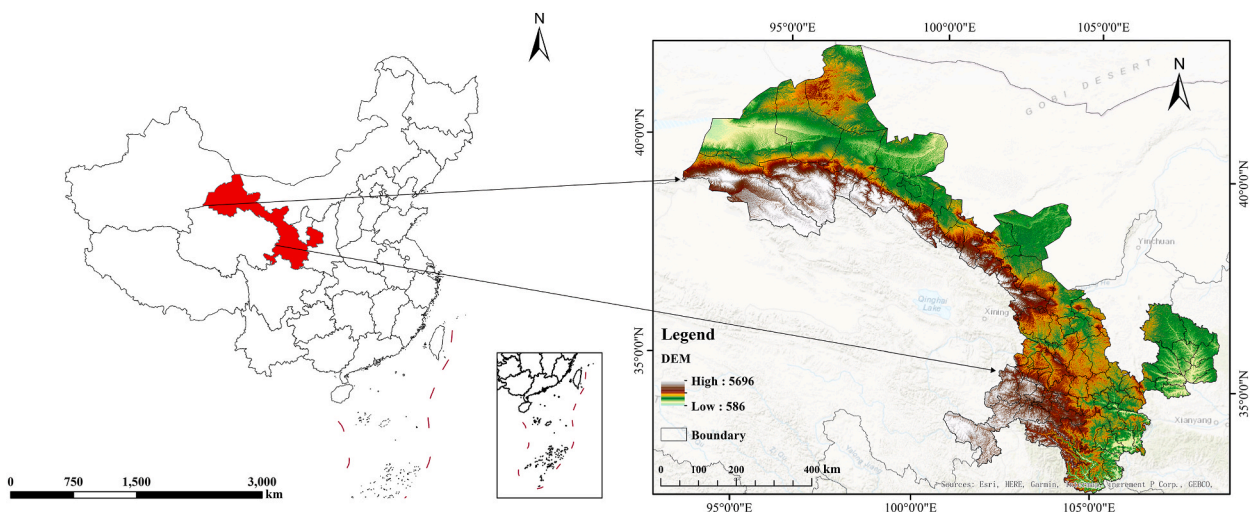 N
0 750 1,500 3,000
km
95°0'0"E 100°0'0"E 105°0'0"E
N
GOBI DESERT
40°0'0"N
40°0'0"N
Yinchuan
Qinghai
Lake
Xining
35°0'0"N
35°0'0"N
Legend
DEM
High : 5696
Low : 586
Boundary
0 100 200 400 km
Xianyang
Sources: Esri, HERE, Garmin, Increment P Corp., GEBCO,
95°0'0"E 100°0'0"E 105°0'0"E